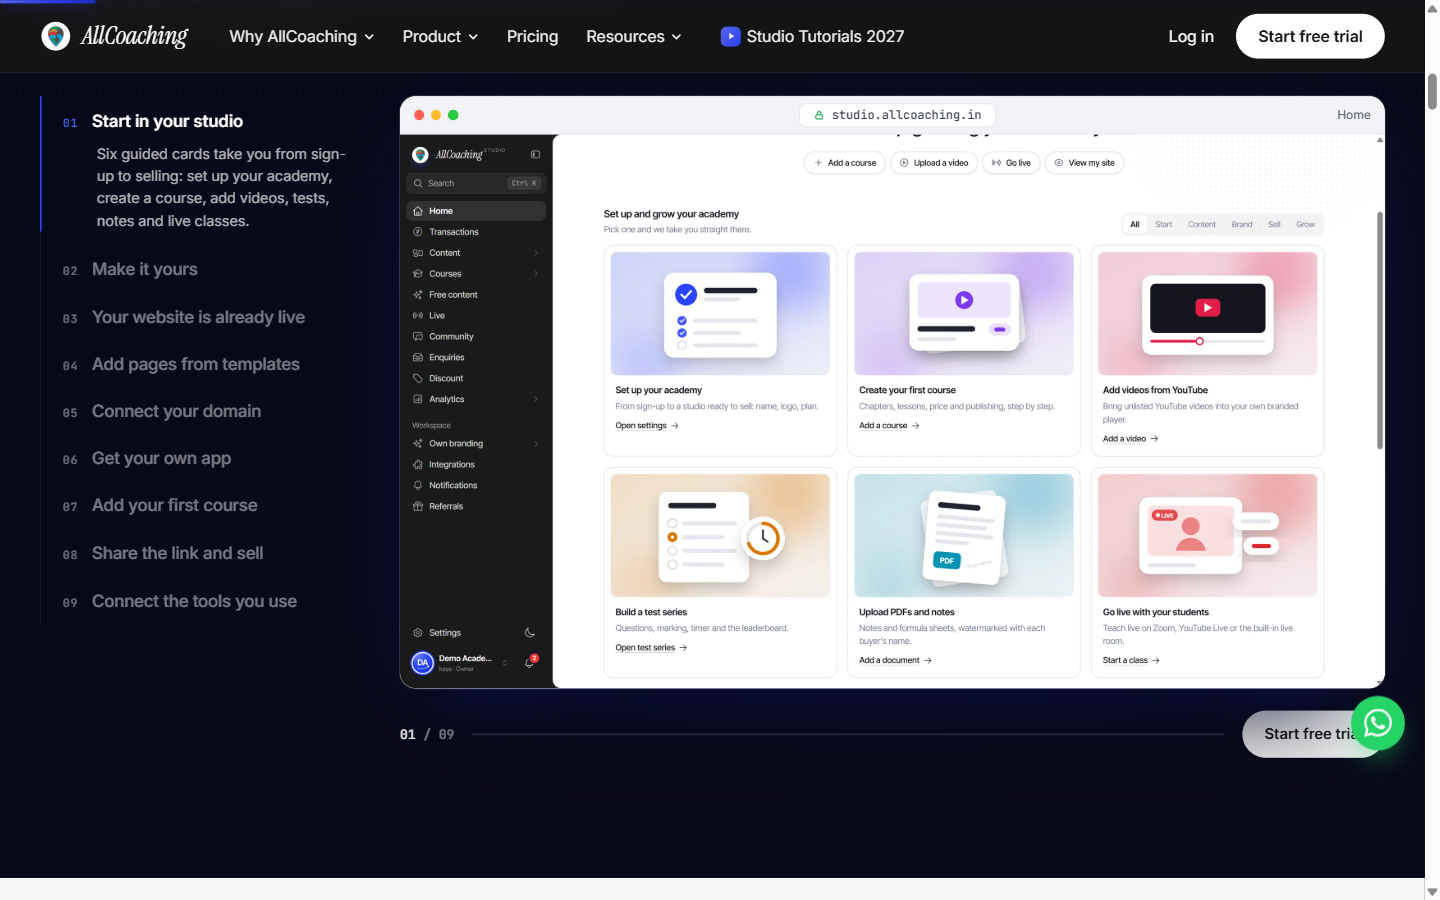 AllCoaching
Why AllCoaching
Product
Pricing
Resources
Studio Tutorials 2027
Log in
Start free trial
01 Start in your studio
Six guided cards take you from sign-
up to selling: set up your academy,
create a course, add videos, tests,
notes and live classes.
02 Make it yours
03 Your website is already live
04 Add pages from templates
05 Connect your domain
06 Get your own app
07 Add your first course
08 Share the link and sell
09 Connect the tools you use
studio.allcoaching.in
Home
AllCoaching STUDIO
Search Ctrl K
Home
Transactions
Content
Courses
Free content
Live
Community
Enquiries
Discount
Analytics
Workspace
Own branding
Integrations
Notifications
Referrals
Settings
DA
Demo Acade...
Owner
2
Add a course
Upload a video
Go live
View my site
Set up and grow your academy
Pick one and we take you straight there.
All Start Content Brand Sell Grow
Set up your academy
From sign-up to a studio ready to sell: name, logo, plan.
Open settings →
Create your first course
Chapters, lessons, price and publishing, step by step.
Add a course →
Add videos from YouTube
Bring unlisted YouTube videos into your own branded
player.
Add a video →
Build a test series
Questions, marking, timer and the leaderboard.
Open test series →
PDF
Your name
Upload PDFs and notes
Notes and formula sheets, watermarked with each
buyer's name.
Add a document →
LIVE
Go live with your students
Teach live on Zoom, YouTube Live or the built-in live
room.
Start a class →
01 / 09
Start free tria